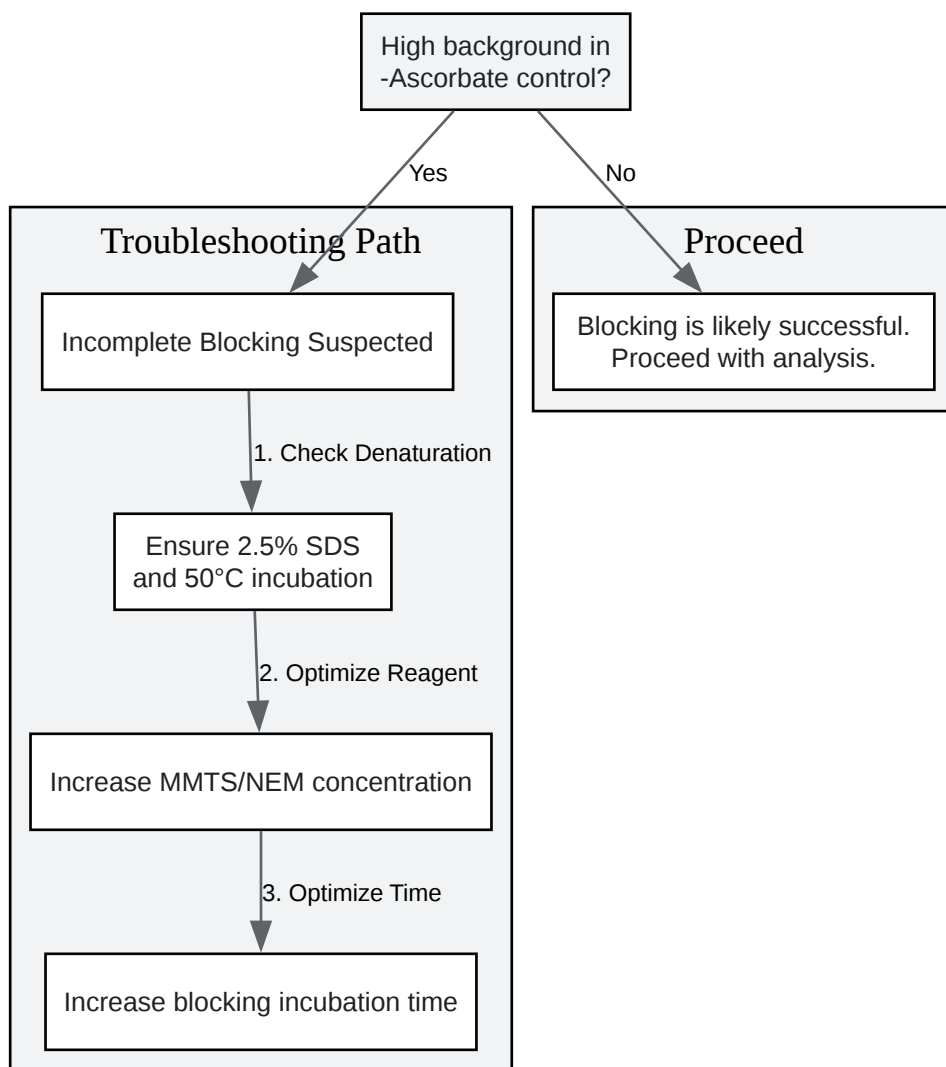 High background in
-Ascorbate control?
Yes
No
Troubleshooting Path
Proceed
Incomplete Blocking Suspected
Blocking is likely successful.
Proceed with analysis.
1. Check Denaturation
Ensure 2.5% SDS
and 50°C incubation
2. Optimize Reagent
Increase MMTS/NEM concentration
3. Optimize Time
Increase blocking incubation time